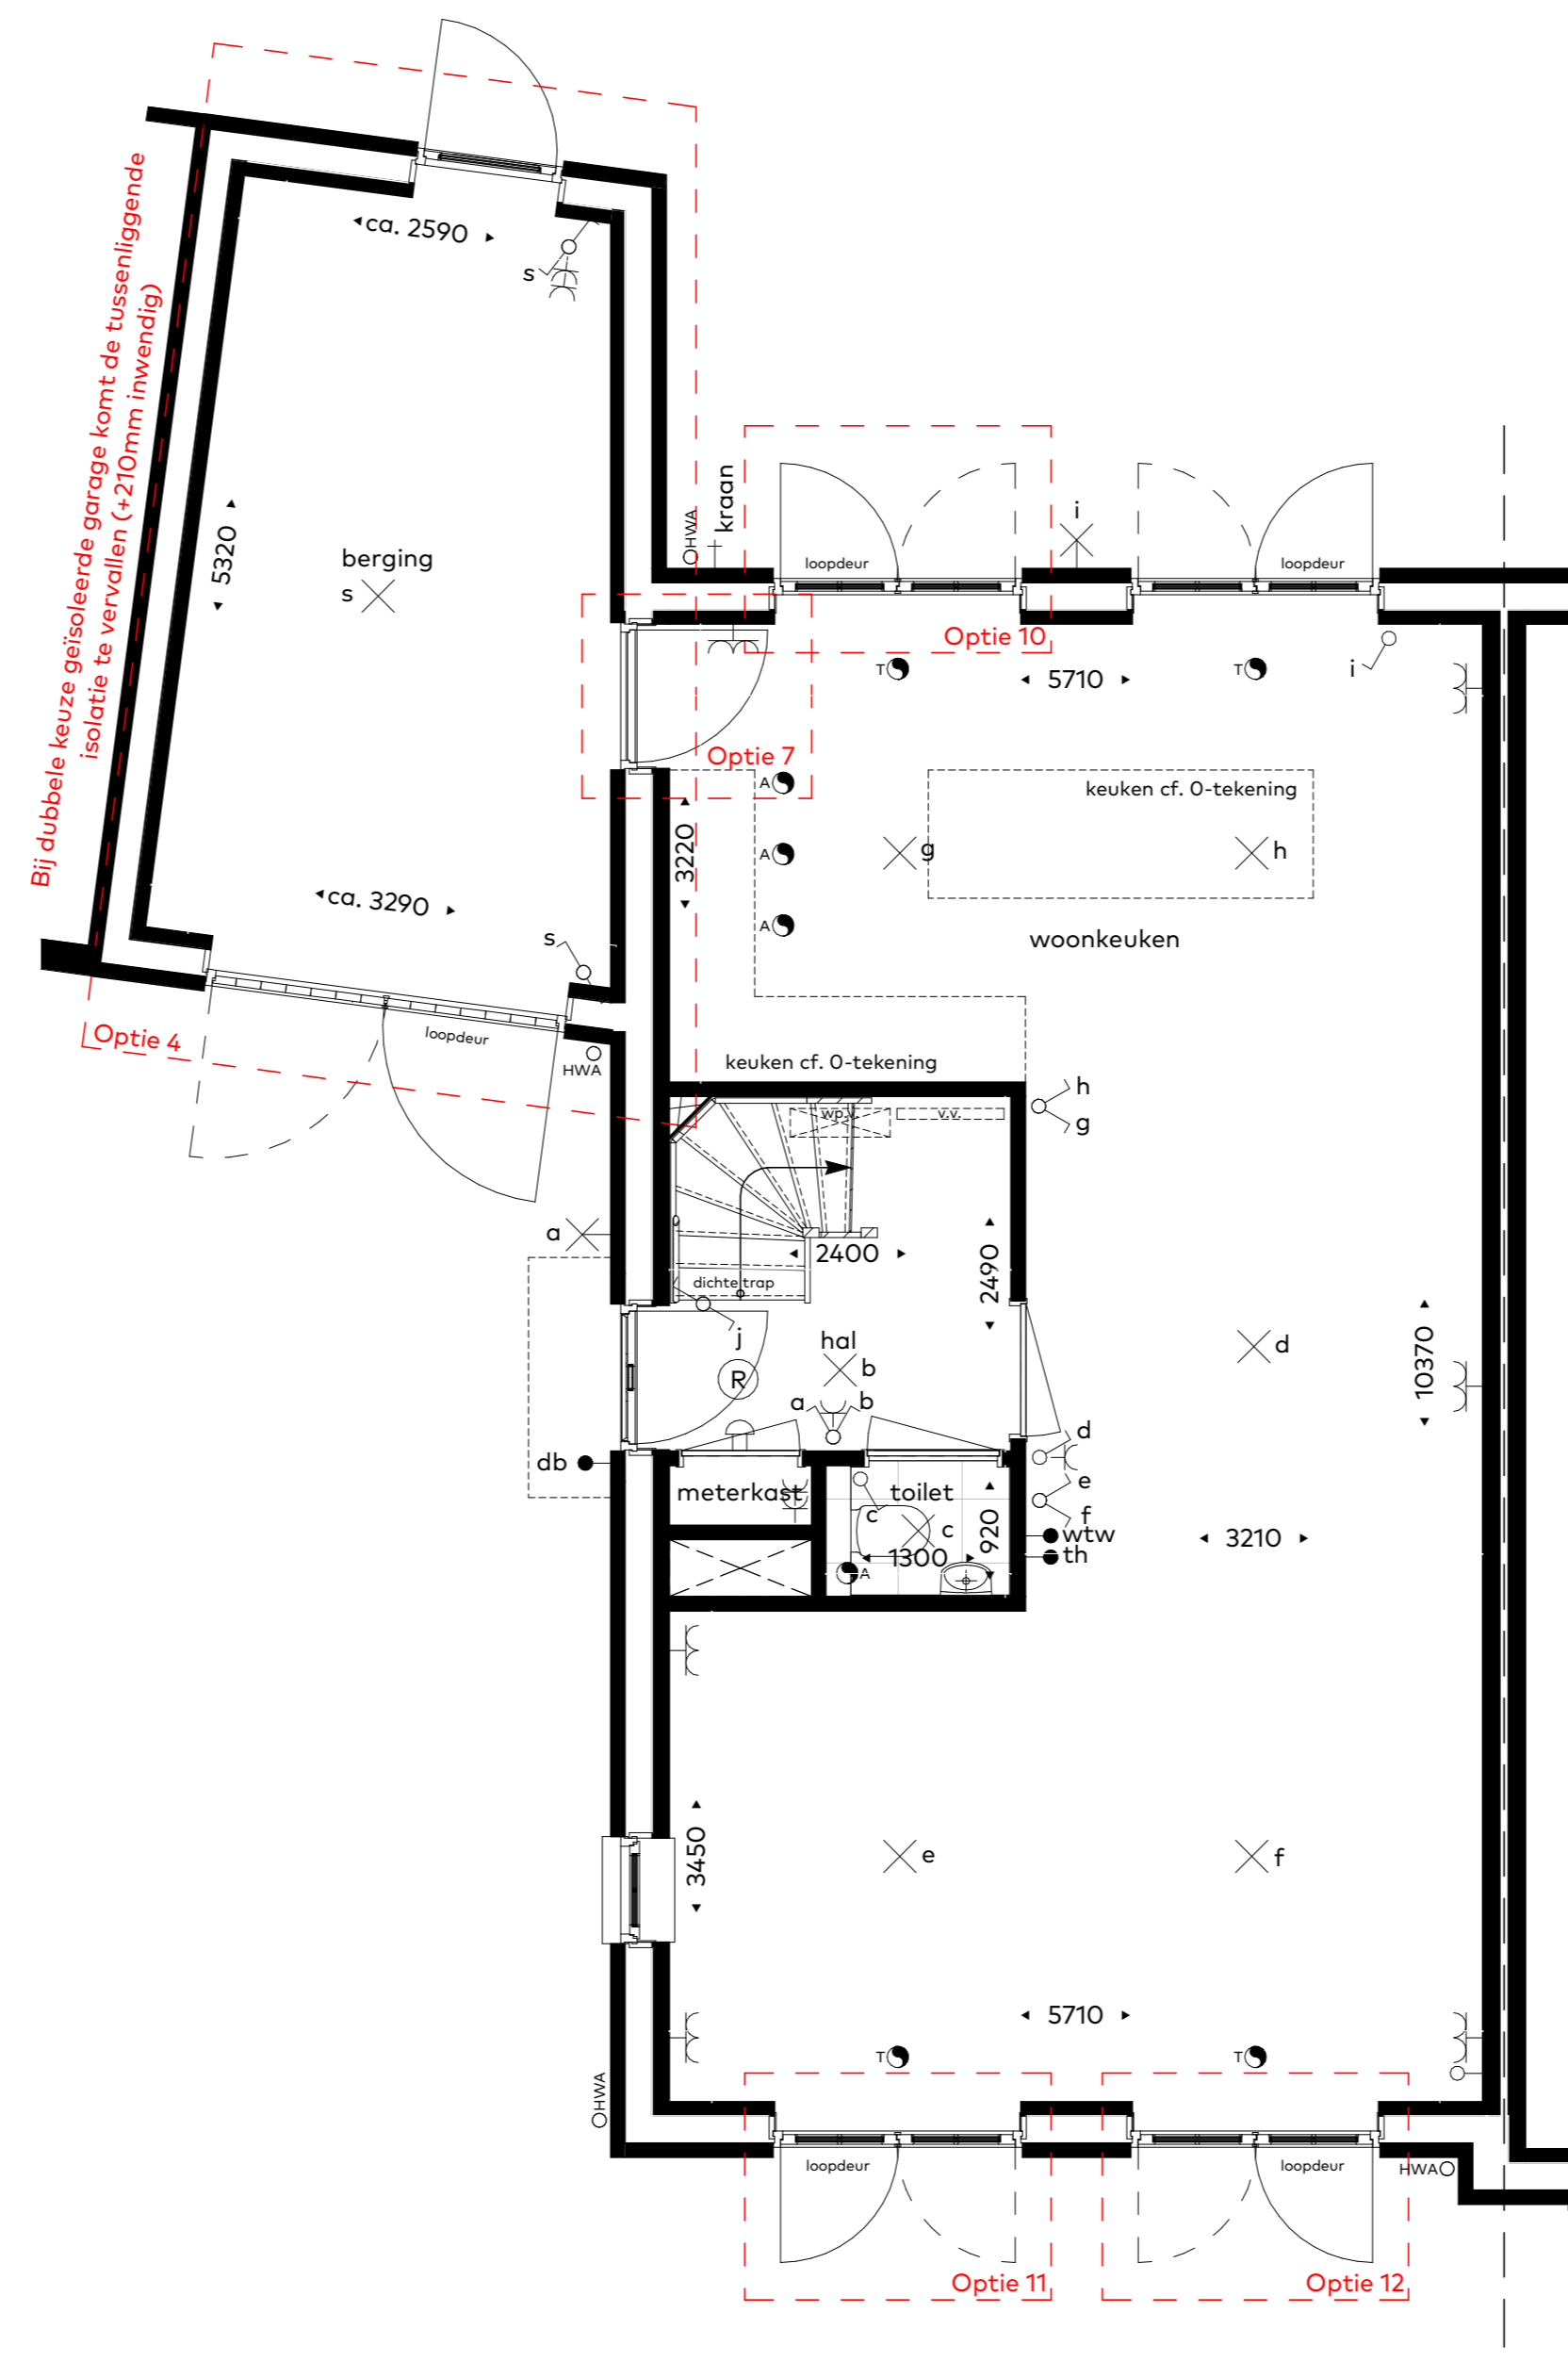 Bij dubbele keuze geïsoleerde garage komt de tussenliggende
isolatie te vervallen (+210mm inwendig)
ca. 2590
s
5320
berging
s
ca. 3290
s
Optie 4
loopdeur
HWA
HWA
kraan
loopdeur
i
loopdeur
Optie 10
T
5710
T
i
Optie 7
A
keuken cf. 0-tekening
3220
A
g
h
A
woonkeuken
keuken cf. 0-tekening
h
g
wp.v.
v.v.
a
2400
2490
dichte trap
j
hal
b
R
a
b
d
10370
db
d
meterkast
toilet
e
c
c
920
f
wtw
1300
th
3210
A
3450
e
f
5710
T
T
HWA
loopdeur
loopdeur
HWA
Optie 11
Optie 12